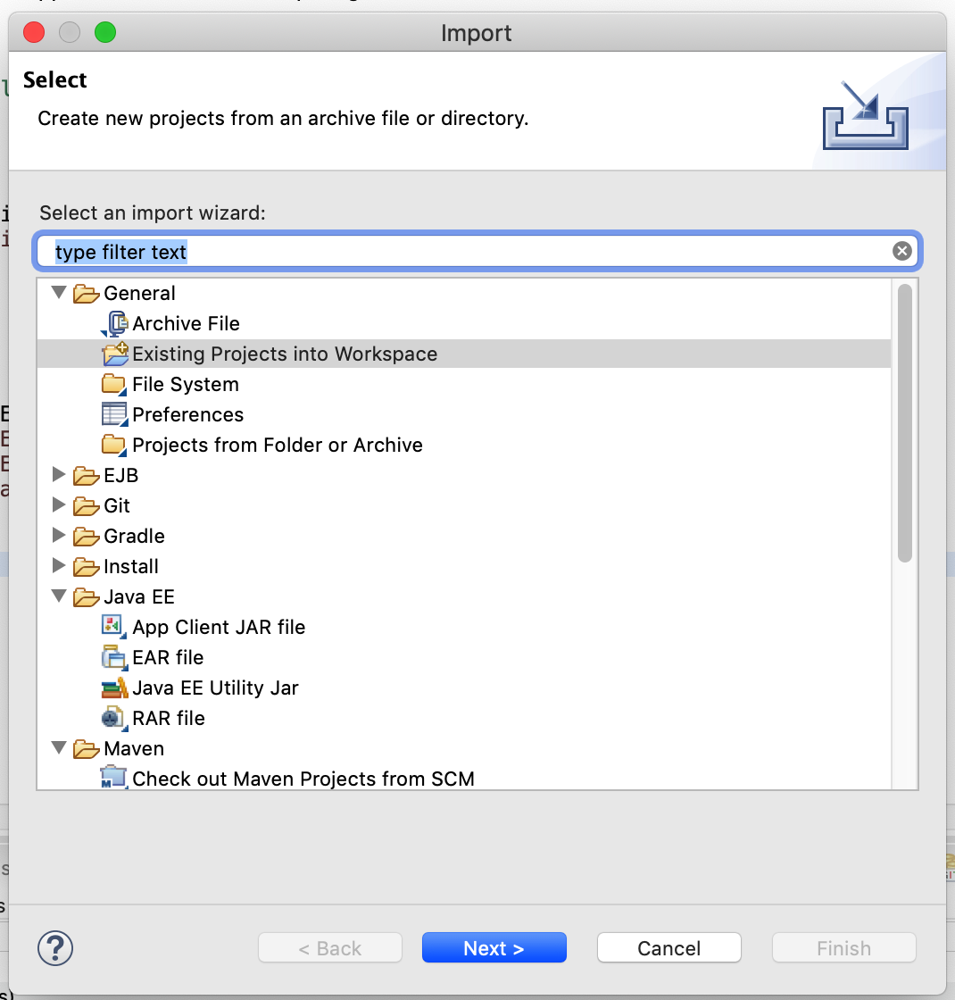 Import
Select
Create new projects from an archive file or directory.
Select an import wizard:
type filter text
General
Archive File
Existing Projects into Workspace
File System
Preferences
Projects from Folder or Archive
EJB
Git
Gradle
Install
Java EE
App Client JAR file
EAR file
Java EE Utility Jar
RAR file
Maven
Check out Maven Projects from SCM
? < Back Next > Cancel Finish